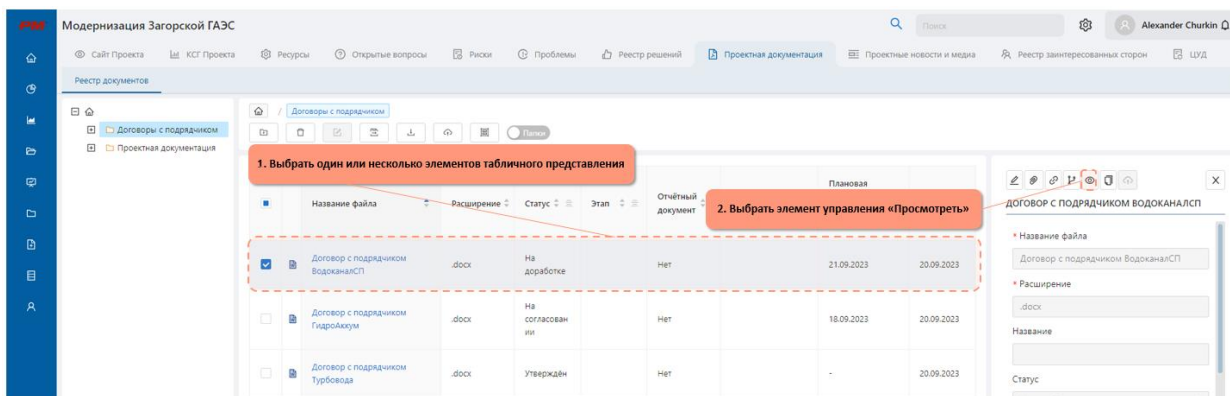 PM Модернизация Загорской ГАЭС Поиск Alexander Churkin
Сайт Проекта КСГ Проекта Ресурсы Открытые вопросы Риски Проблемы Реестр решений Проектная документация Проектные новости и медиа Реестр заинтересованных сторон ЦУД
Реестр документов
Договоры с подрядчиком
Проектная документация
/ Договоры с подрядчиком
Папки
1. Выбрать один или несколько элементов табличного представления
2. Выбрать элемент управления «Просмотреть»
Название файла Расширение Статус Этап Отчётный документ Плановая
Договор с подрядчиком ВодоканалСП .docx На доработке Нет 21.09.2023 20.09.2023
Договор с подрядчиком ГидроАккум .docx На согласовании Нет 18.09.2023 20.09.2023
Договор с подрядчиком Турбовода .docx Утверждён Нет - 20.09.2023
ДОГОВОР С ПОДРЯДЧИКОМ ВОДОКАНАЛСП
* Название файла
Договор с подрядчиком ВодоканалСП
* Расширение
.docx
Название
Статус